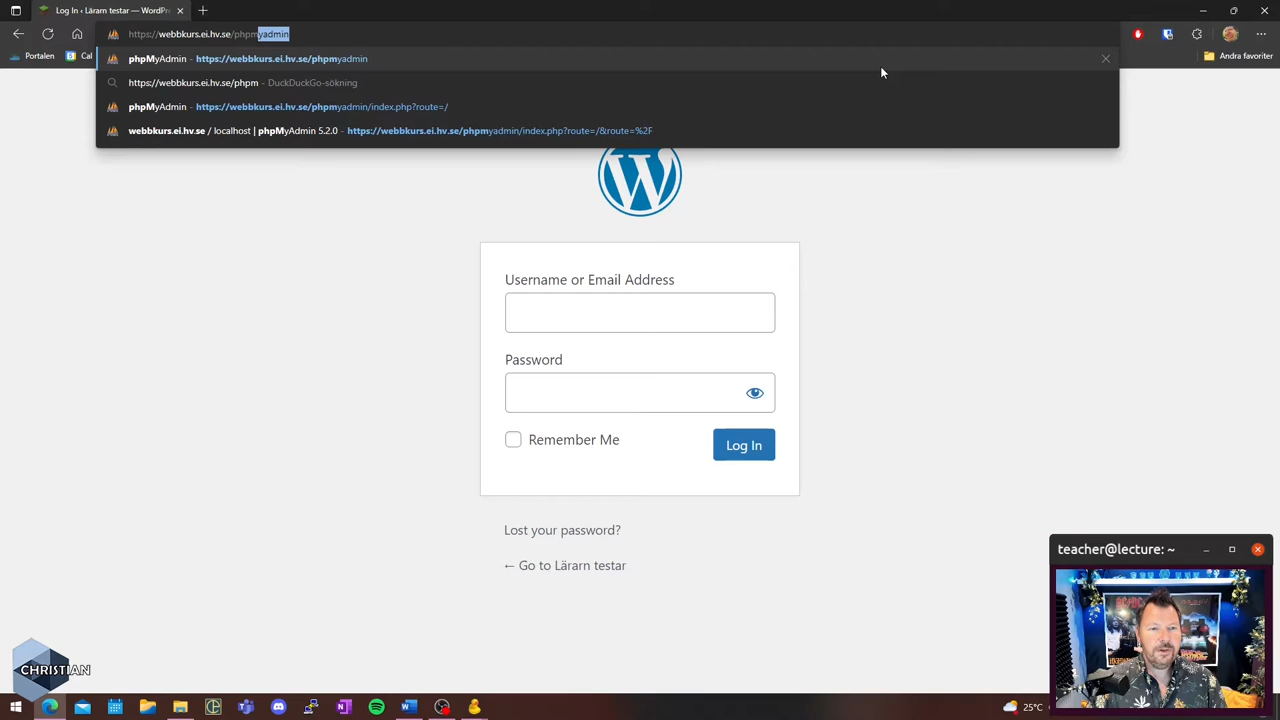 Log In ‹ Lärarn testar — WordPr
https://webbkurs.ei.hv.se/phpmyadmin
Portalen
Cal
Andra favoriter
phpMyAdmin - https://webbkurs.ei.hv.se/phpmyadmin
https://webbkurs.ei.hv.se/phpm - DuckDuckGo-sökning
phpMyAdmin - https://webbkurs.ei.hv.se/phpmyadmin/index.php?route=/
webbkurs.ei.hv.se / localhost | phpMyAdmin 5.2.0 - https://webbkurs.ei.hv.se/phpmyadmin/index.php?route=/&route=%2F
Username or Email Address
Password
Remember Me
Log In
Lost your password?
← Go to Lärarn testar
teacher@lecture: ~
CHRISTIAN
25°C